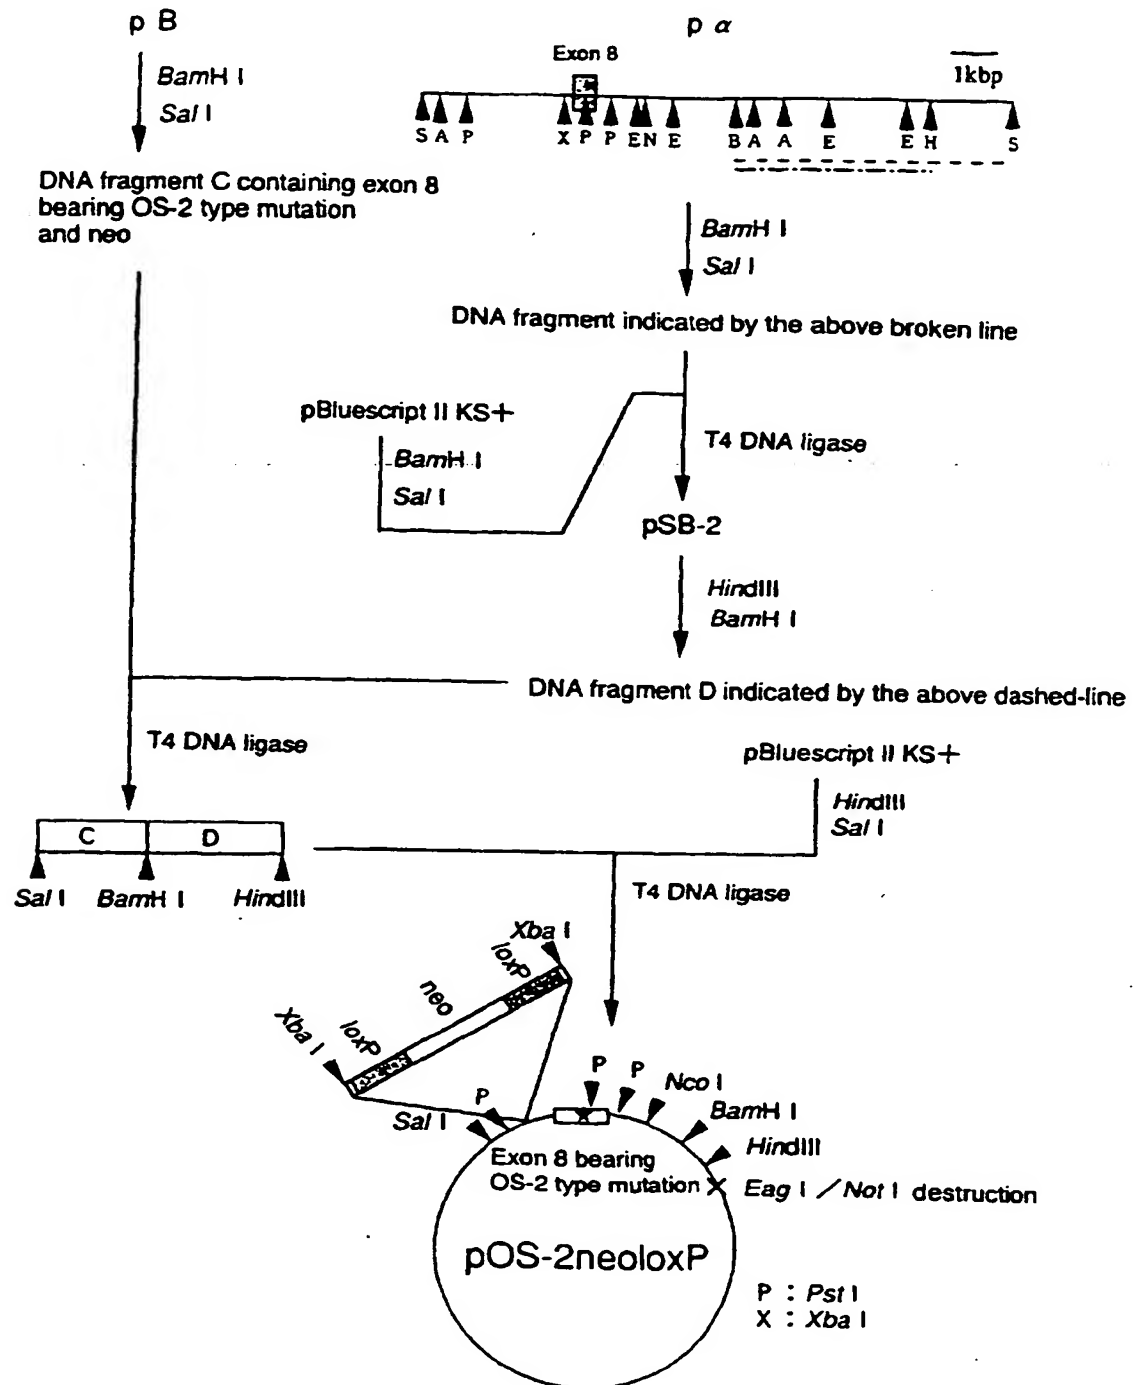 p B
BamH I
Sal I
DNA fragment C containing exon 8
bearing OS-2 type mutation
and neo
p α
Exon 8
1kbp
S A P X P P E N E B A A E E H S
BamH I
Sal I
DNA fragment indicated by the above broken line
pBluescript II KS+
BamH I
Sal I
T4 DNA ligase
pSB-2
HindIII
BamH I
DNA fragment D indicated by the above dashed-line
T4 DNA ligase
pBluescript II KS+
HindIII
Sal I
C D
Sal I BamH I HindIII
T4 DNA ligase
Xba I
loxP
neo
loxP
Xba I
Sal I
P
P
P
Nco I
BamH I
HindIII
Exon 8 bearing
OS-2 type mutation
X Eag I / Not I destruction
pOS-2neoloxP
P : Pst I
X : Xba I